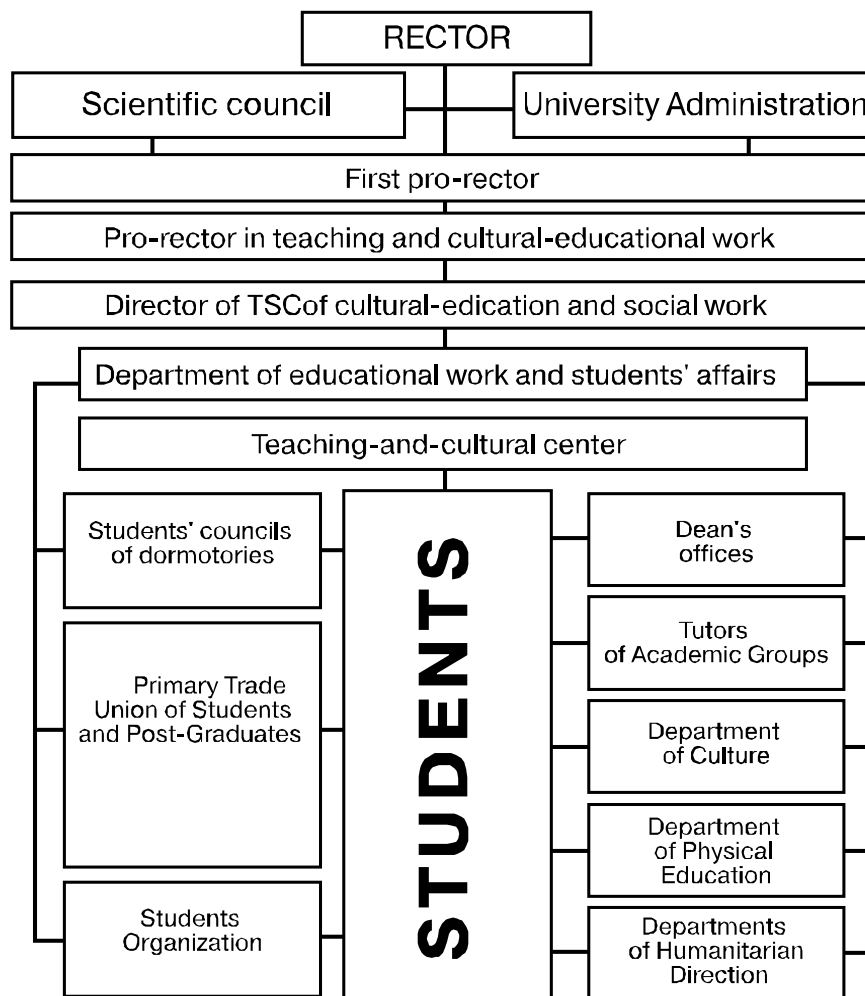 RECTOR
Scientific council
University Administration
First pro-rector
Pro-rector in teaching and cultural-educational work
Director of TSCof cultural-edication and social work
Department of educational work and students' affairs
Teaching-and-cultural center
Students' councils
of dormotories
Primary Trade
Union of Students
and Post-Graduates
Students
Organization
STUDENTS
Dean's
offices
Tutors
of Academic Groups
Department
of Culture
Department
of Physical
Education
Departments
of Humanitarian
Direction